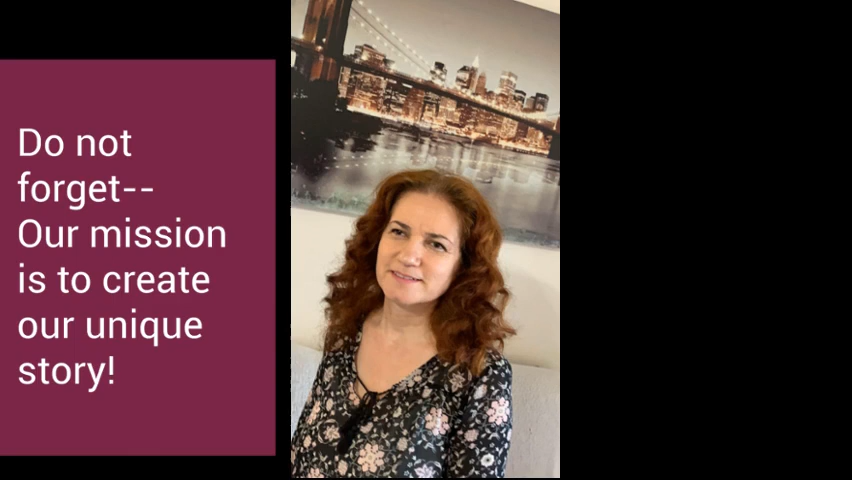 Do not
forget--
Our mission
is to create
our unique
story!